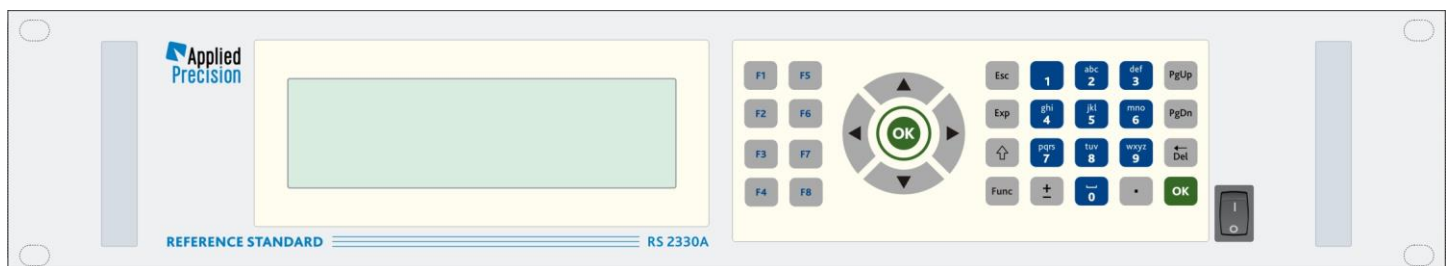 Applied
Precision
F1 F5
F2 F6
F3 F7
F4 F8
OK
Esc 1 abc 2 def 3 PgUp
Exp ghi 4 jkl 5 mno 6 PgDn
pqrs 7 tuv 8 wxyz 9 Del
Func ± 0 . OK
I
O
REFERENCE STANDARD RS 2330A